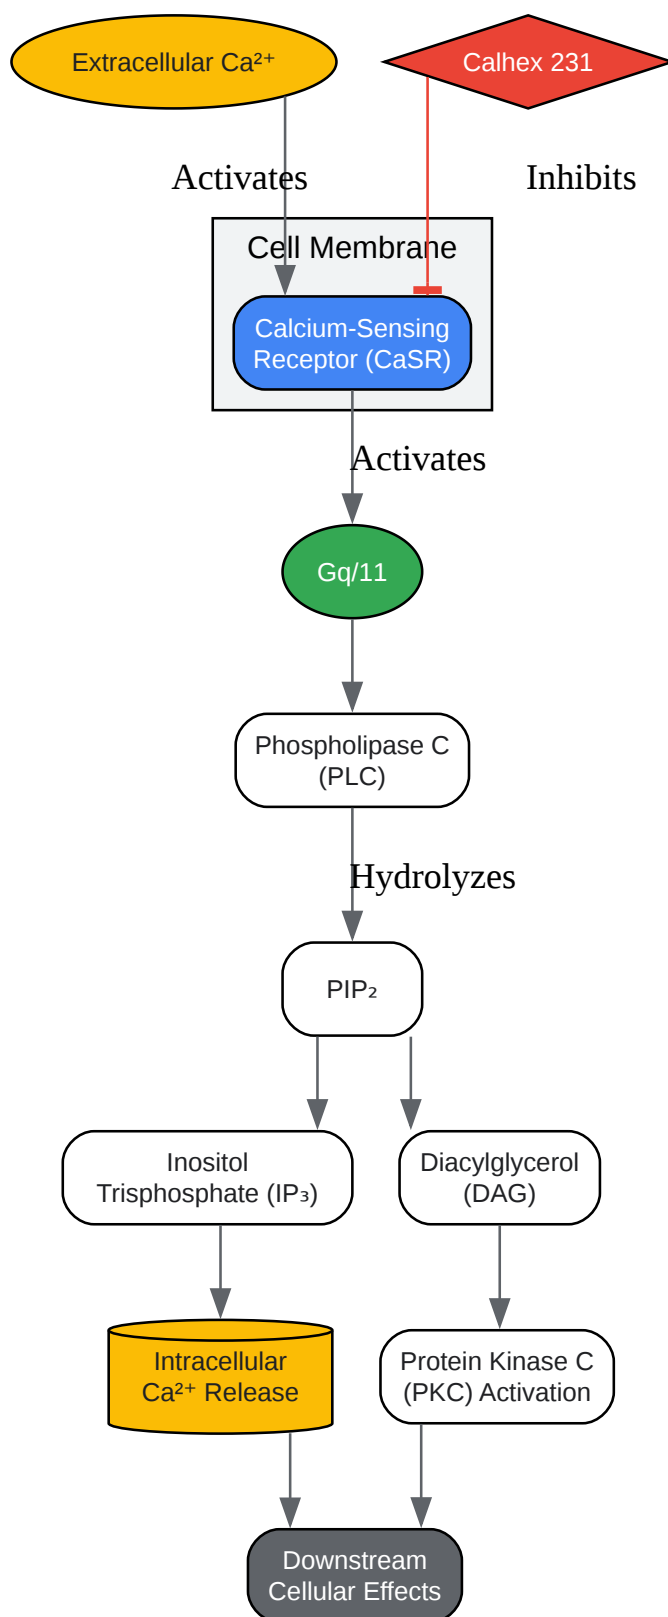 Extracellular Ca²⁺
Calhex 231
Activates
Inhibits
Cell Membrane
Calcium-Sensing
Receptor (CaSR)
Activates
Gq/11
Phospholipase C
(PLC)
Hydrolyzes
PIP₂
Inositol
Trisphosphate (IP₃)
Diacylglycerol
(DAG)
Intracellular
Ca²⁺ Release
Protein Kinase C
(PKC) Activation
Downstream
Cellular Effects